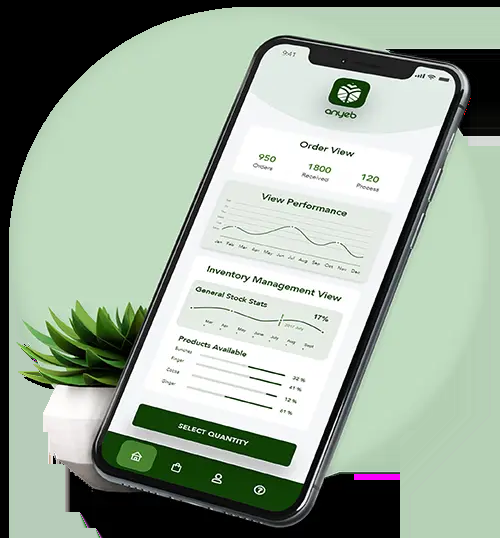 9:41
anyeb
Order View
950 1800 120
Orders Received Process
View Performance
Jan Feb Mar Apr May Jun Jul Aug Sep Oct Nov Dec
Inventory Management View
General Stock Stats 17%
Mar Apr May June July Aug Sept
Products Available
Bunches 32 %
Finger 41 %
Cocoa 12 %
Ginger 61 %
SELECT QUANTITY